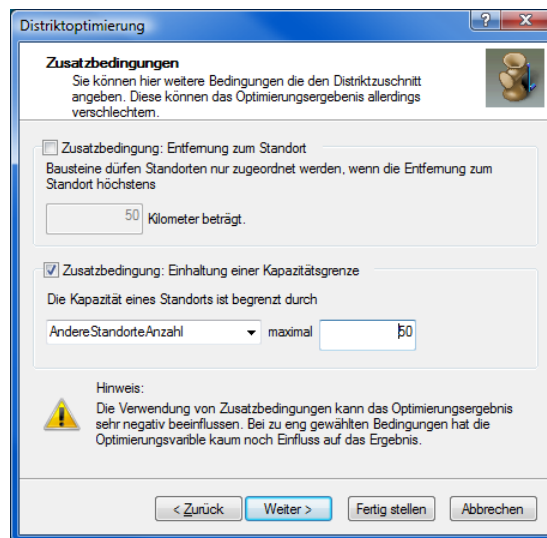 Distriktoptimierung
?
X
Zusatzbedingungen
Sie können hier weitere Bedingungen die den Distriktzuschnitt
angeben. Diese können das Optimierungsergebenis allerdings
verschlechtern.
Zusatzbedingung: Entfernung zum Standort
Bausteine dürfen Standorten nur zugeordnet werden, wenn die Entfernung zum
Standort höchstens
50 Kilometer beträgt.
Zusatzbedingung: Einhaltung einer Kapazitätsgrenze
Die Kapazität eines Standorts ist begrenzt durch
AndereStandorteAnzahl maximal 50
Hinweis:
Die Verwendung von Zusatzbedingungen kann das Optimierungsergebnis
sehr negativ beeinflussen. Bei zu eng gewählten Bedingungen hat die
Optimierungsvarible kaum noch Einfluss auf das Ergebnis.
< Zurück Weiter > Fertig stellen Abbrechen